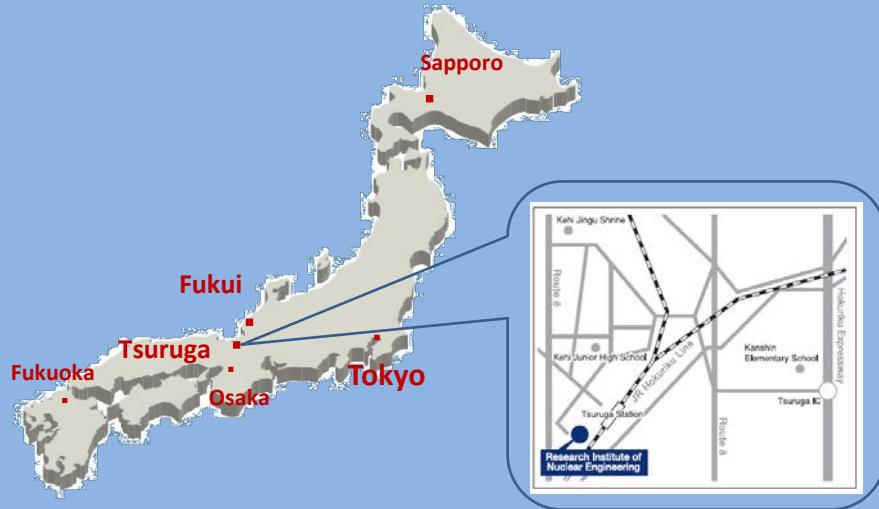 Sapporo
Fukui
Tsuruga
Fukuoka
Osaka
Tokyo
Kehi Jingu Shrine
Route 8
Hokuriku Expressway
Kehi Junior High School
JR Hokuriku Line
Kanshin
Elementary School
Tsuruga IC
Tsuruga Station
Route 8
Research Institute of
Nuclear Engineering